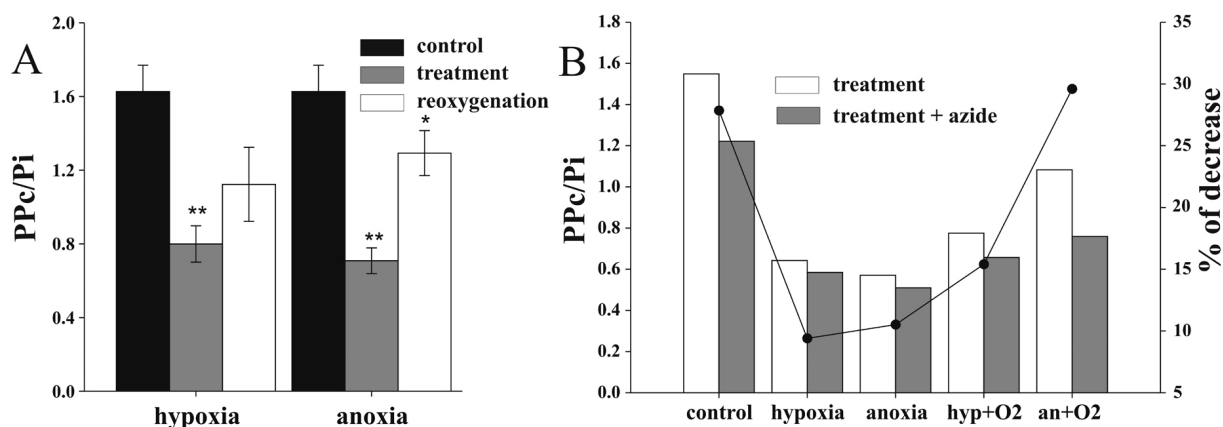 A
PPc/Pi
2.0
1.6
1.2
0.8
0.4
0.0
control
treatment
reoxygenation
**
**
*
hypoxia
anoxia
B
PPc/Pi
1.8
1.6
1.4
1.2
1.0
0.8
0.6
0.4
0.2
0.0
treatment
treatment + azide
control
hypoxia
anoxia
hyp+O2
an+O2
35
30
25
20
15
10
5
% of decrease